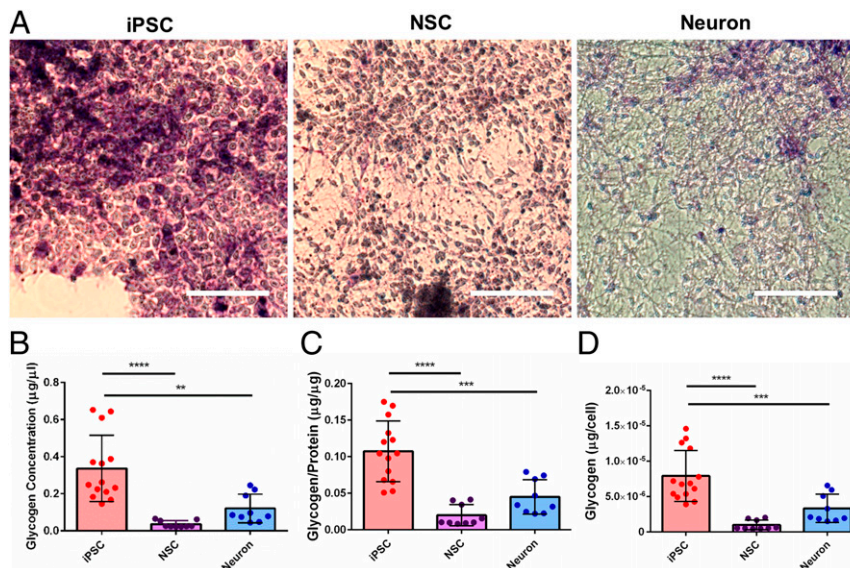 A
iPSC
NSC
Neuron
B
Glycogen Concentration (µg/µl)
0.8
0.6
0.4
0.2
0.0
****
**
iPSC
NSC
Neuron
C
Glycogen/Protein (µg/µg)
0.20
0.15
0.10
0.05
0.00
****
***
iPSC
NSC
Neuron
D
Glycogen (µg/cell)
2.0×10⁻⁵
1.5×10⁻⁵
1.0×10⁻⁵
5.0×10⁻⁶
0
****
***
iPSC
NSC
Neuron